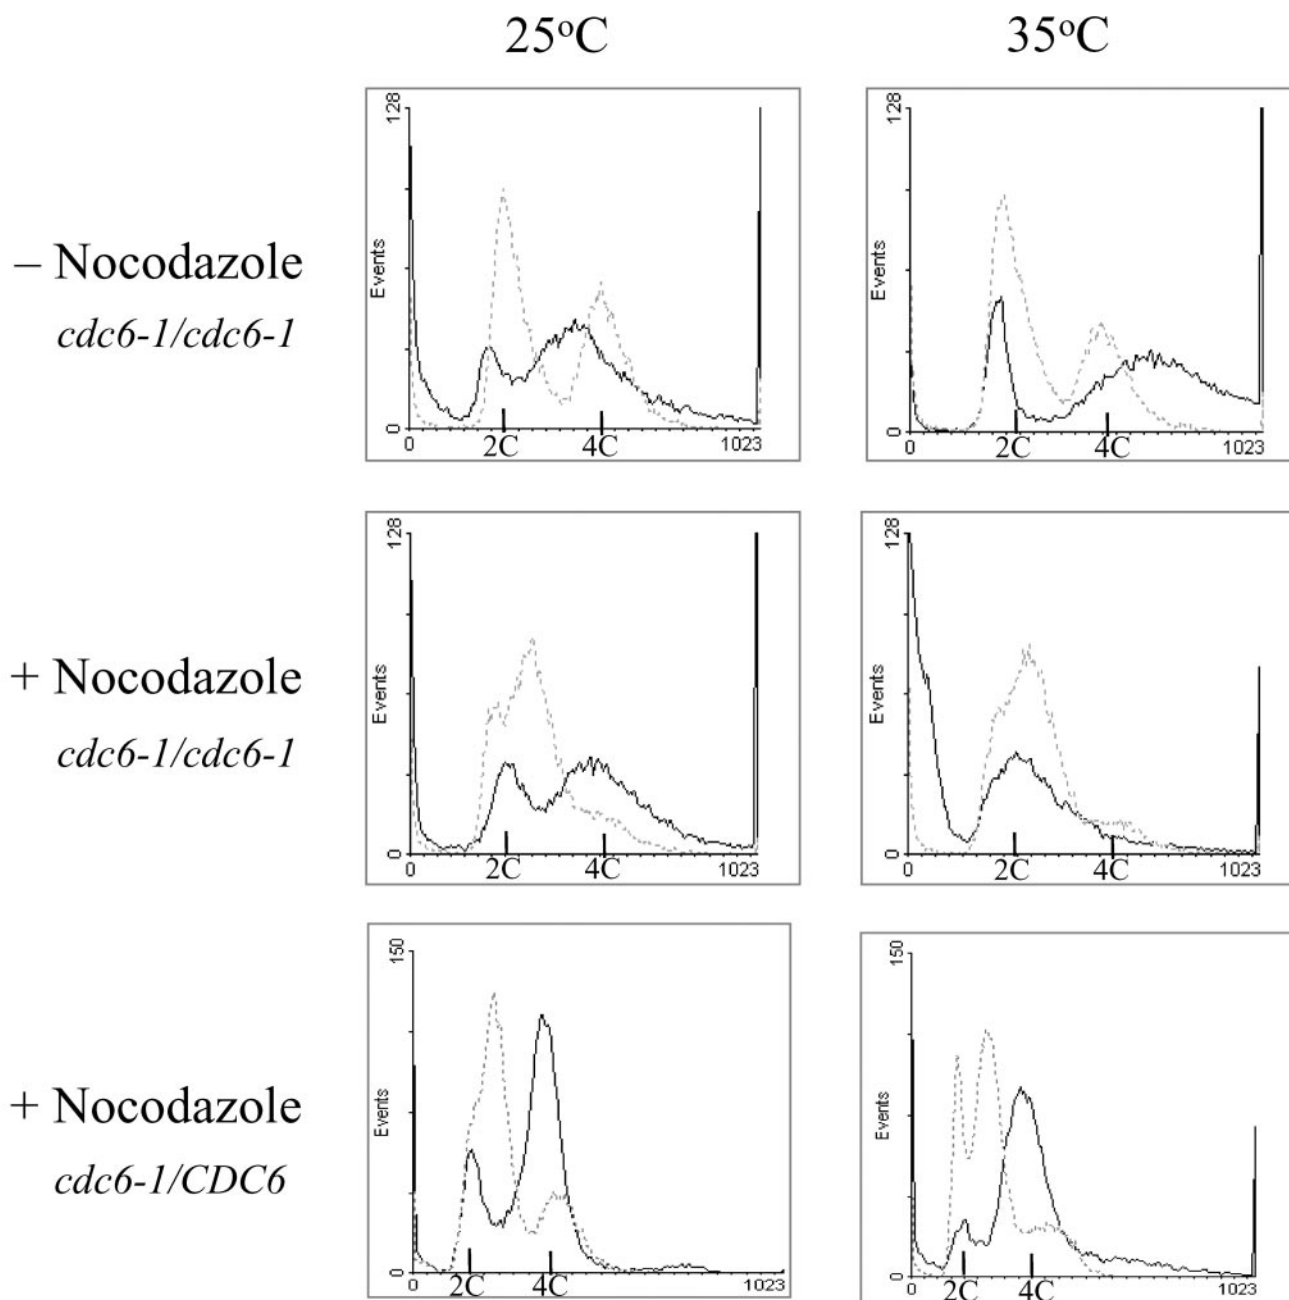 25°C 35°C
128 128
– Nocodazole Events Events
cdc6-1/cdc6-1
0 0
0 2C 4C 1023 0 2C 4C 1023
128 128
+ Nocodazole Events Events
cdc6-1/cdc6-1
0 0
0 2C 4C 1023 0 2C 4C 1023
150 150
+ Nocodazole Events Events
cdc6-1/CDC6
0 0
0 2C 4C 1023 0 2C 4C 1023